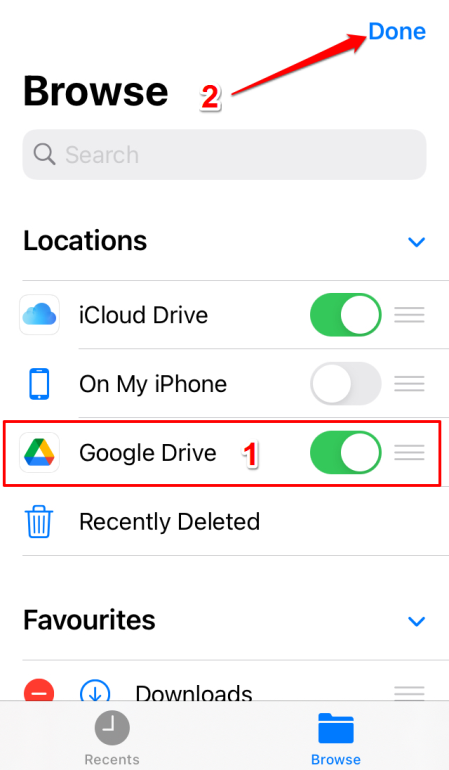 Done
Browse 2
Search
Locations
iCloud Drive
On My iPhone
Google Drive 1
Recently Deleted
Favourites
Downloads
Recents Browse